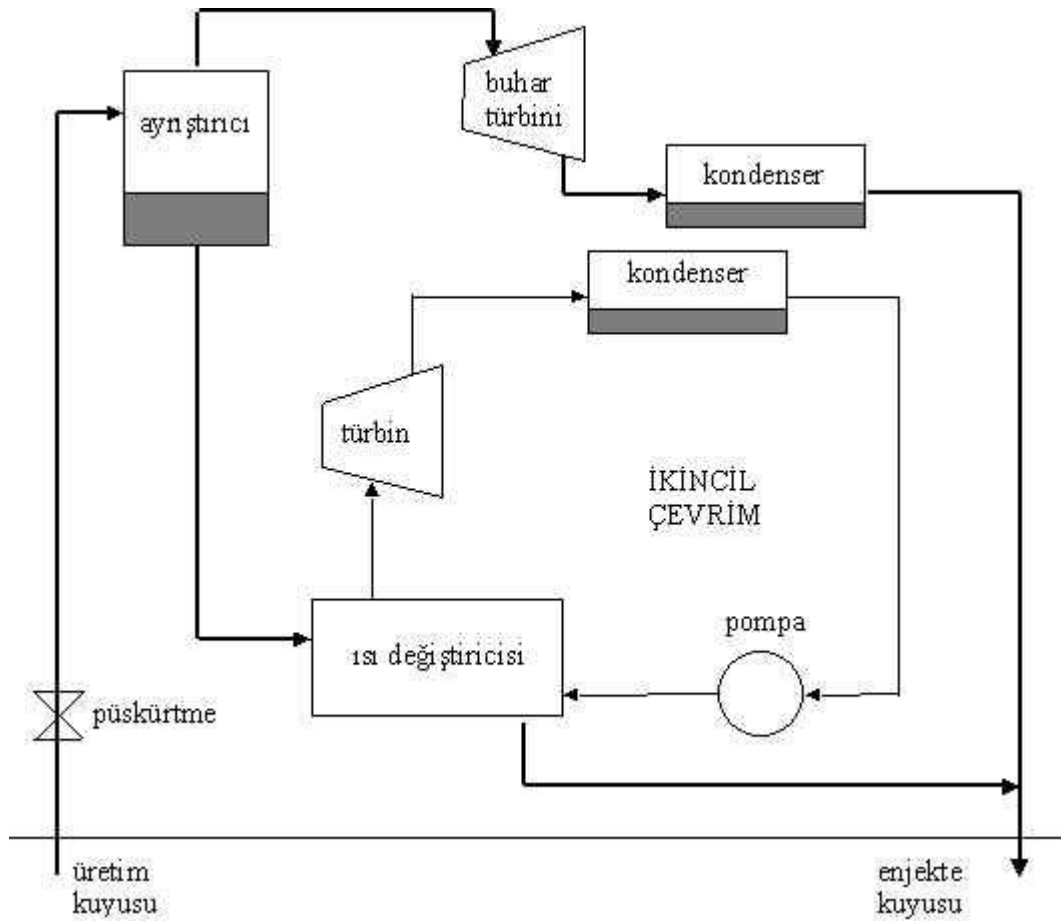 buhar
türbini
ayrıştırıcı
kondenser
kondenser
türbin
İKİNCİL
ÇEVRİM
pompa
ısı değiştiricisi
püskürtme
üretim
kuyusu
enjekte
kuyusu